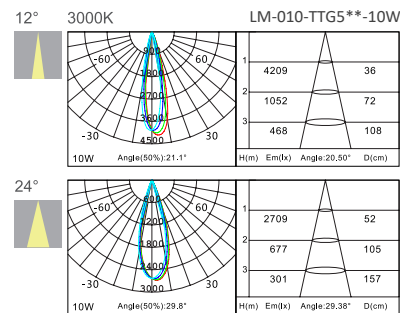 12° 3000K LM-010-TTG5**-10W
-60 900 60
1800
2700
-30 3600 30
4500
10W Angle(50%):21.1°
1 4209 36
2 1052 72
3 468 108
H(m) Em(lx) Angle:20.50° D(cm)
24°
-60 60
1200
1800
-30 2400 30
3000
10W Angle(50%):29.8°
1 2709 52
2 677 105
3 301 157
H(m) Em(lx) Angle:29.38° D(cm)